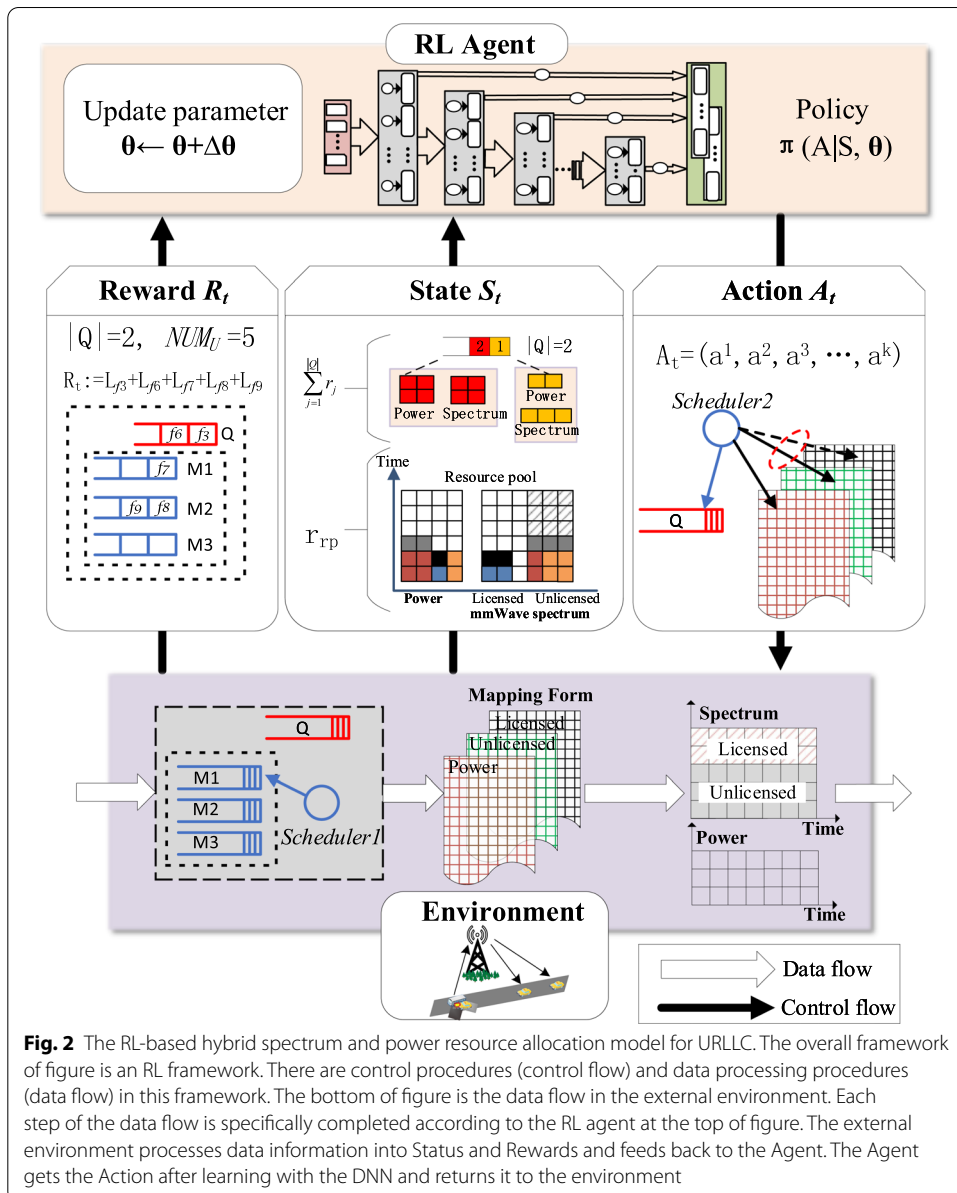 RL Agent
Update parameter
θ← θ+Δθ
Policy
π (A|S, θ)
Reward Rt
|Q|=2, NUMU=5
Rt:=Lf3+Lf6+Lf7+Lf8+Lf9
f6 f3 Q
f7 M1
f9 f8 M2
M3
State St
2 1 |Q|=2
|Q|
∑ rj
j=1
Power Spectrum
Power
Spectrum
Time
Resource pool
rrp
Power
Licensed Unlicensed
mmWave spectrum
Action At
At=(a1, a2, a3, …, ak)
Scheduler2
Q
Q
M1
M2
M3
Scheduler1
Mapping Form
Licensed
Unlicensed
Power
Spectrum
Licensed
Unlicensed
Time
Power
Time
Environment
Data flow
Control flow
Fig. 2 The RL-based hybrid spectrum and power resource allocation model for URLLC. The overall framework
of figure is an RL framework. There are control procedures (control flow) and data processing procedures
(data flow) in this framework. The bottom of figure is the data flow in the external environment. Each
step of the data flow is specifically completed according to the RL agent at the top of figure. The external
environment processes data information into Status and Rewards and feeds back to the Agent. The Agent
gets the Action after learning with the DNN and returns it to the environment